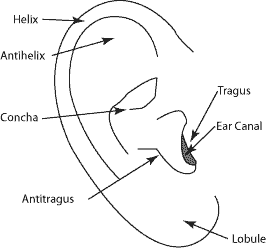 Helix
Antihelix
Tragus
Concha
Ear Canal
Antitragus
Lobule